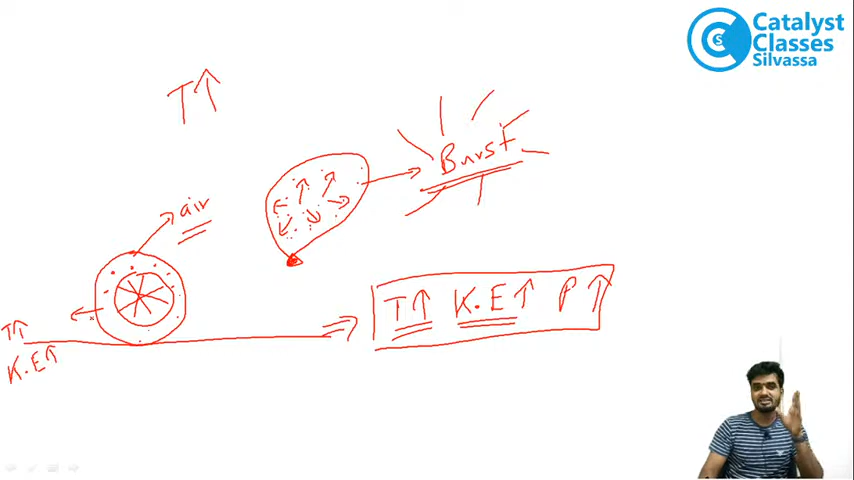 Catalyst
Classes
Silvassa
T↑
Burst
air
T↑ K.E↑ P↑
T↑
K.E↑